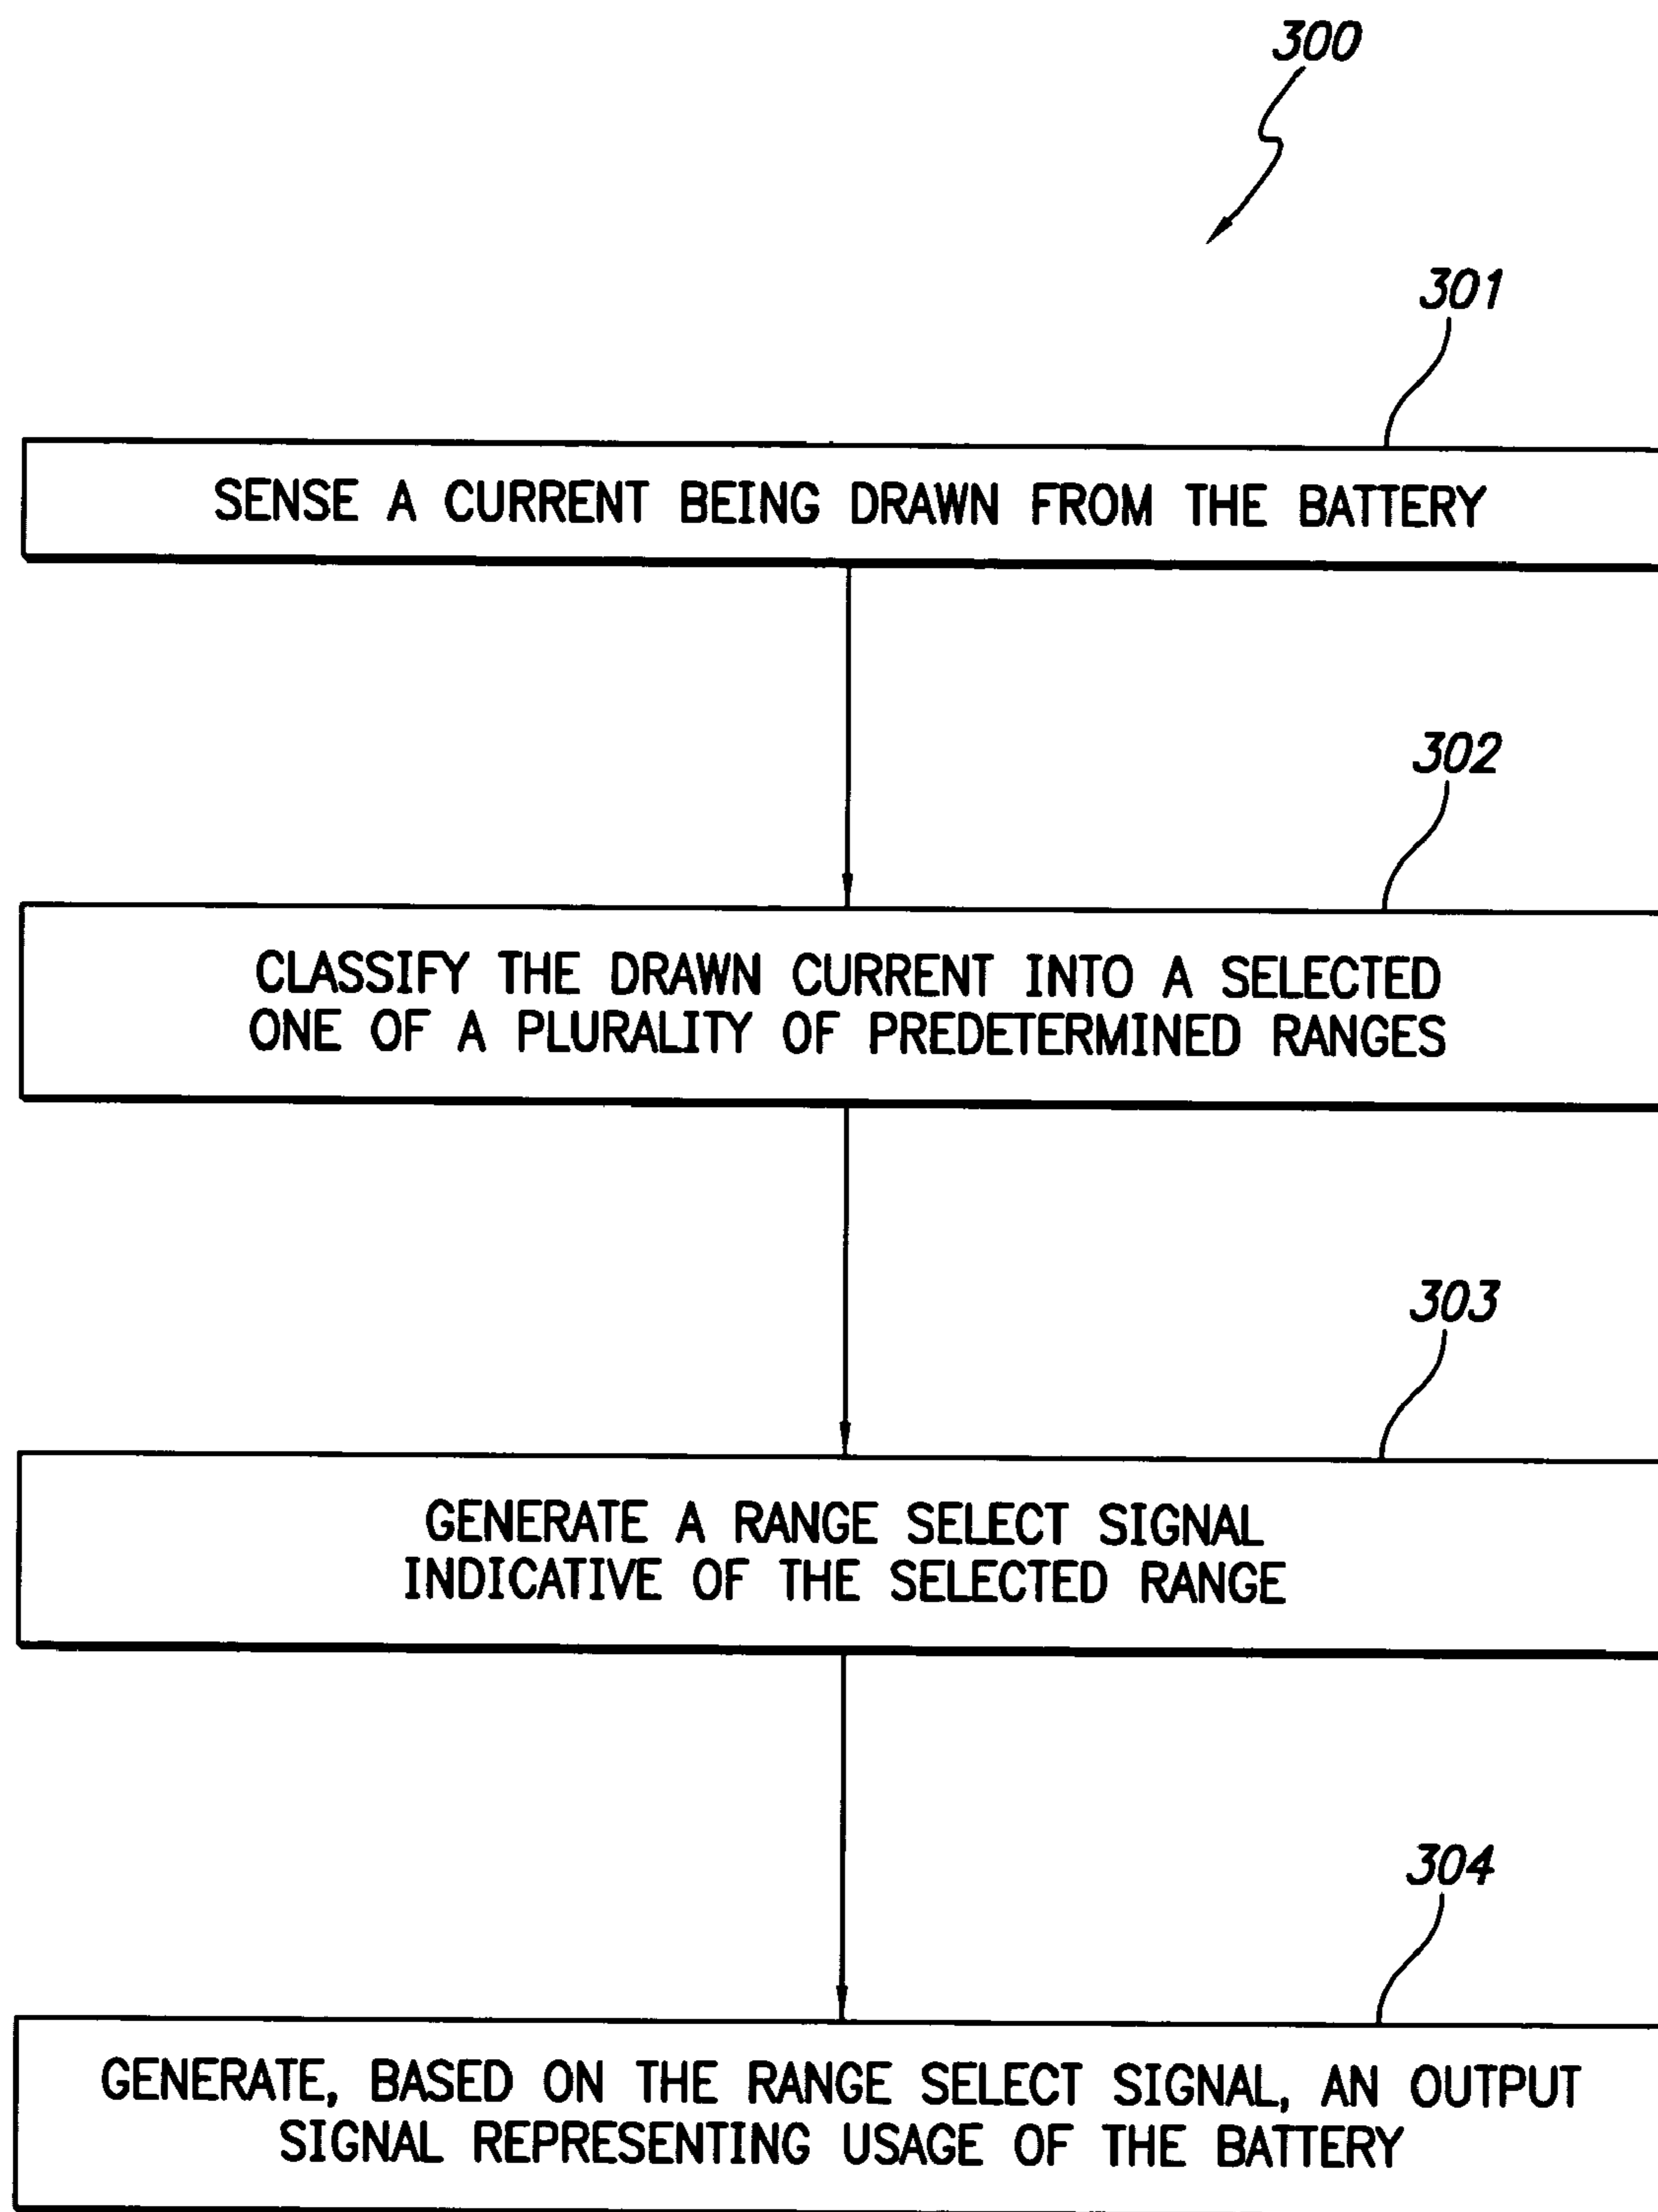 300
301
SENSE A CURRENT BEING DRAWN FROM THE BATTERY
302
CLASSIFY THE DRAWN CURRENT INTO A SELECTED
ONE OF A PLURALITY OF PREDETERMINED RANGES
303
GENERATE A RANGE SELECT SIGNAL
INDICATIVE OF THE SELECTED RANGE
304
GENERATE, BASED ON THE RANGE SELECT SIGNAL, AN OUTPUT
SIGNAL REPRESENTING USAGE OF THE BATTERY